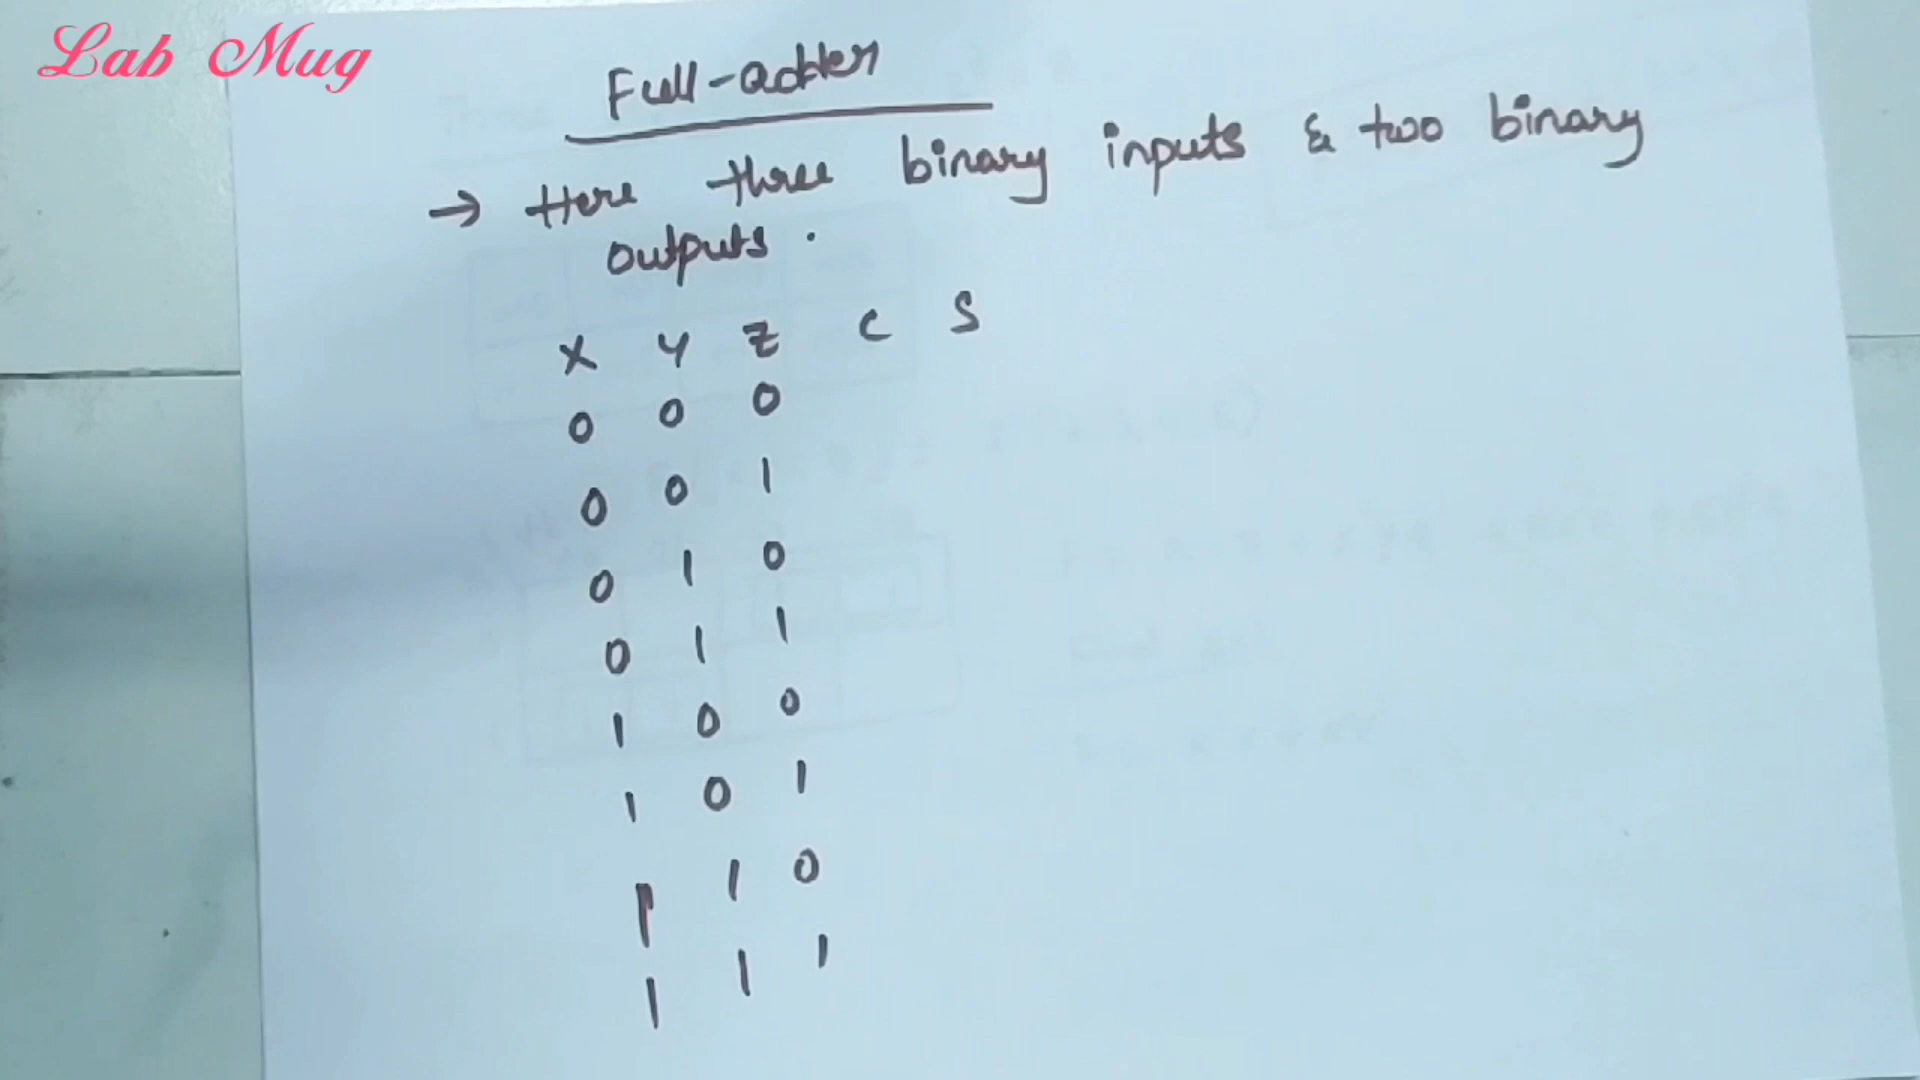 Lab Mug
Full-adder
→ Here three binary inputs & two binary
outputs.
x y z c s
0 0 0
0 0 1
0 1 0
0 1 1
1 0 0
1 0 1
1 1 0
1 1 1